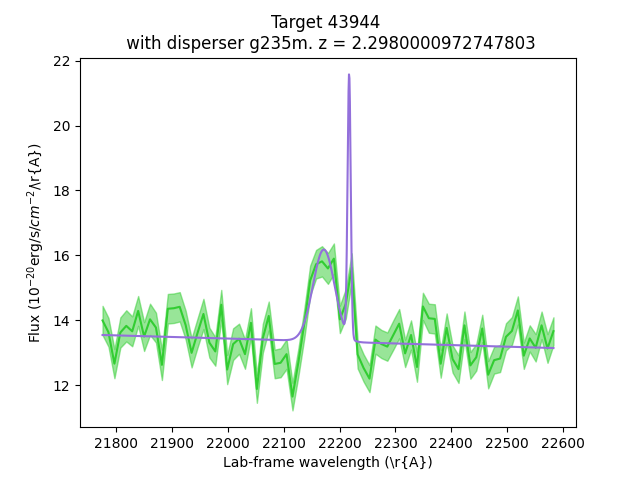 Target 43944
with disperser g235m. z = 2.2980000972747803
22
20
18
16
14
12
Flux (10⁻²⁰erg/s/cm⁻²/\r{A})
21800 21900 22000 22100 22200 22300 22400 22500 22600
Lab-frame wavelength (\r{A})